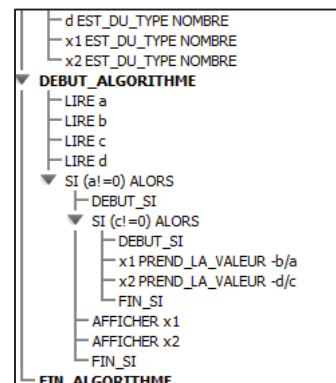 d EST_DU_TYPE NOMBRE
x1 EST_DU_TYPE NOMBRE
x2 EST_DU_TYPE NOMBRE
DEBUT_ALGORITHME
LIRE a
LIRE b
LIRE c
LIRE d
SI (a!=0) ALORS
DEBUT_SI
SI (c!=0) ALORS
DEBUT_SI
x1 PREND_LA_VALEUR -b/a
x2 PREND_LA_VALEUR -d/c
FIN_SI
AFFICHER x1
AFFICHER x2
FIN_SI
FIN_ALGORITHME